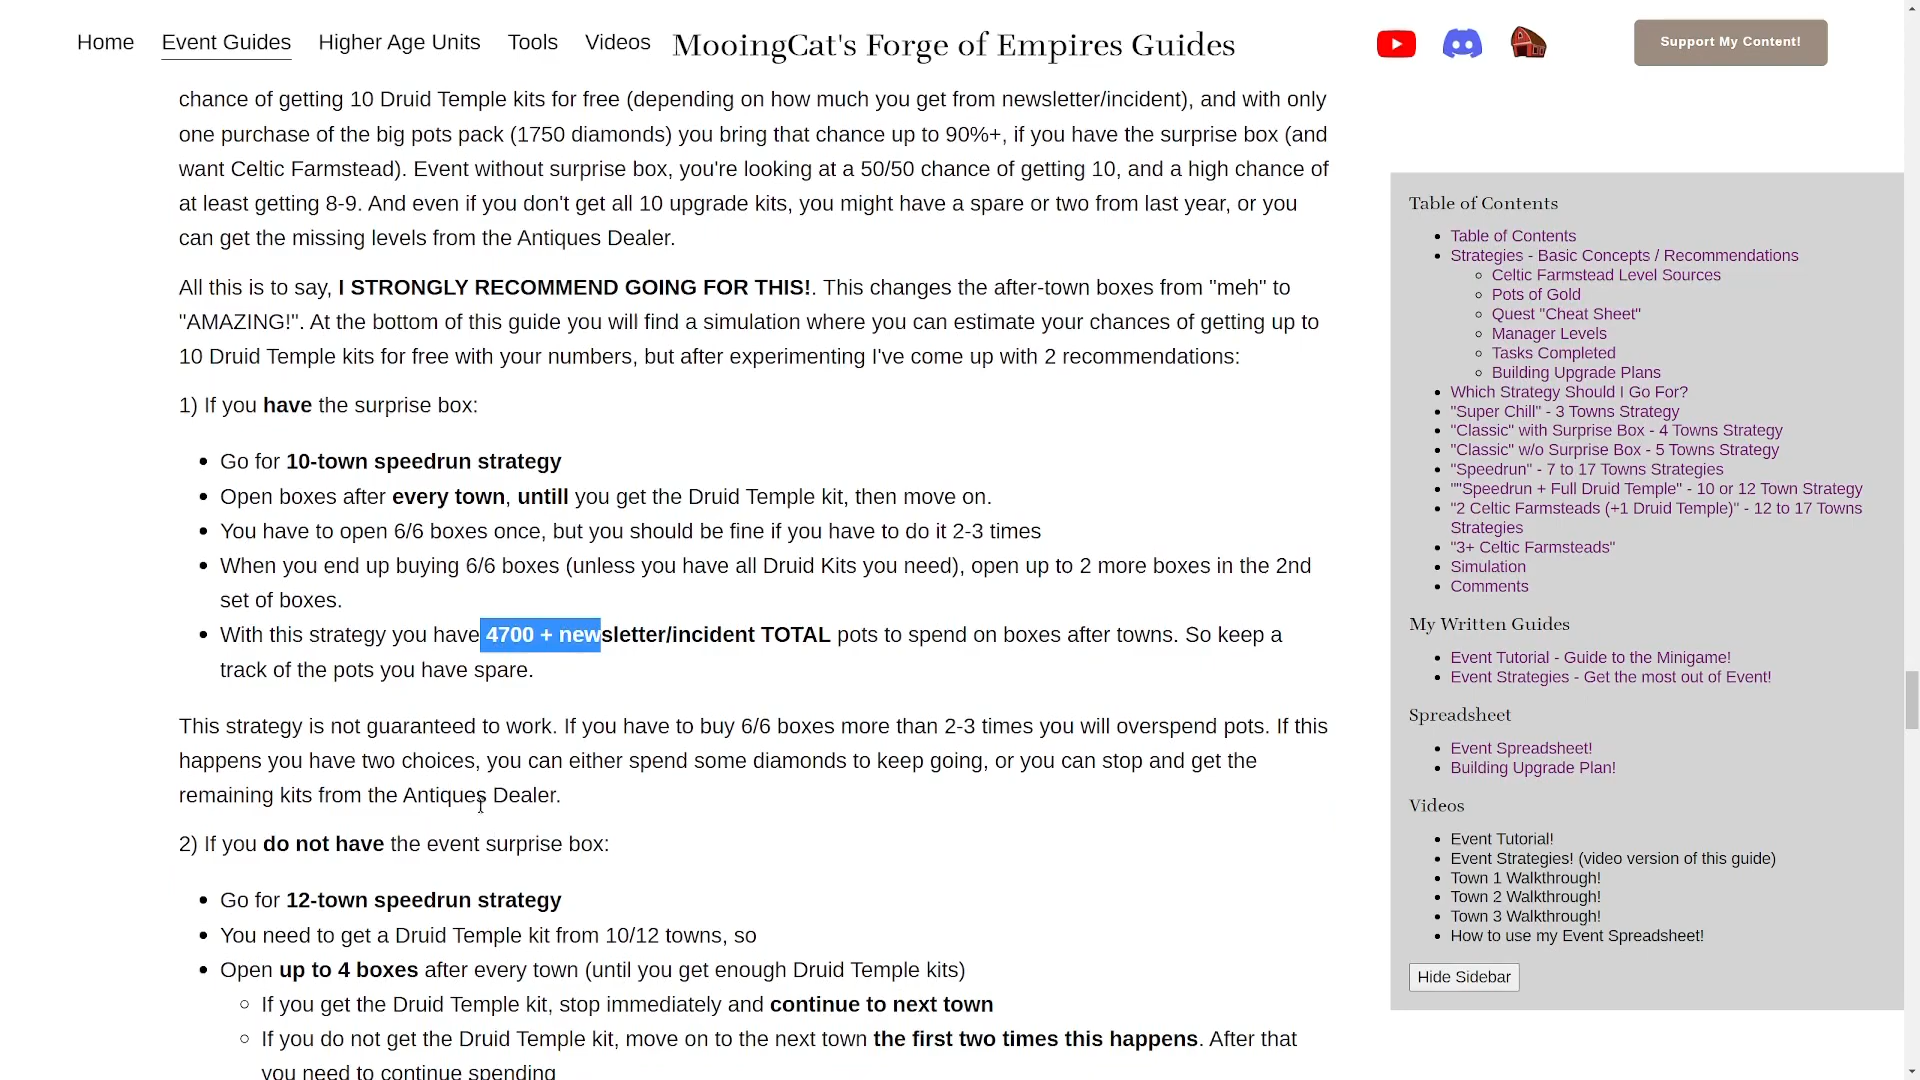 Home Event Guides Higher Age Units Tools Videos MooingCat's Forge of Empires Guides Support My Content!
chance of getting 10 Druid Temple kits for free (depending on how much you get from newsletter/incident), and with only
one purchase of the big pots pack (1750 diamonds) you bring that chance up to 90%+, if you have the surprise box (and
want Celtic Farmstead). Event without surprise box, you're looking at a 50/50 chance of getting 10, and a high chance of
at least getting 8-9. And even if you don't get all 10 upgrade kits, you might have a spare or two from last year, or you
can get the missing levels from the Antiques Dealer.
All this is to say, I STRONGLY RECOMMEND GOING FOR THIS!. This changes the after-town boxes from "meh" to
"AMAZING!". At the bottom of this guide you will find a simulation where you can estimate your chances of getting up to
10 Druid Temple kits for free with your numbers, but after experimenting I've come up with 2 recommendations:
1) If you have the surprise box:
Go for 10-town speedrun strategy
Open boxes after every town, untill you get the Druid Temple kit, then move on.
You have to open 6/6 boxes once, but you should be fine if you have to do it 2-3 times
When you end up buying 6/6 boxes (unless you have all Druid Kits you need), open up to 2 more boxes in the 2nd
set of boxes.
With this strategy you have 4700 + newsletter/incident TOTAL pots to spend on boxes after towns. So keep a
track of the pots you have spare.
This strategy is not guaranteed to work. If you have to buy 6/6 boxes more than 2-3 times you will overspend pots. If this
happens you have two choices, you can either spend some diamonds to keep going, or you can stop and get the
remaining kits from the Antiques Dealer.
2) If you do not have the event surprise box:
Go for 12-town speedrun strategy
You need to get a Druid Temple kit from 10/12 towns, so
Open up to 4 boxes after every town (until you get enough Druid Temple kits)
If you get the Druid Temple kit, stop immediately and continue to next town
If you do not get the Druid Temple kit, move on to the next town the first two times this happens. After that
you need to continue spending
Table of Contents
Table of Contents
Strategies - Basic Concepts / Recommendations
Celtic Farmstead Level Sources
Pots of Gold
Quest "Cheat Sheet"
Manager Levels
Tasks Completed
Building Upgrade Plans
Which Strategy Should I Go For?
"Super Chill" - 3 Towns Strategy
"Classic" with Surprise Box - 4 Towns Strategy
"Classic" w/o Surprise Box - 5 Towns Strategy
"Speedrun" - 7 to 17 Towns Strategies
""Speedrun + Full Druid Temple" - 10 or 12 Town Strategy
"2 Celtic Farmsteads (+1 Druid Temple)" - 12 to 17 Towns
Strategies
"3+ Celtic Farmsteads"
Simulation
Comments
My Written Guides
Event Tutorial - Guide to the Minigame!
Event Strategies - Get the most out of Event!
Spreadsheet
Event Spreadsheet!
Building Upgrade Plan!
Videos
Event Tutorial!
Event Strategies! (video version of this guide)
Town 1 Walkthrough!
Town 2 Walkthrough!
Town 3 Walkthrough!
How to use my Event Spreadsheet!
Hide Sidebar